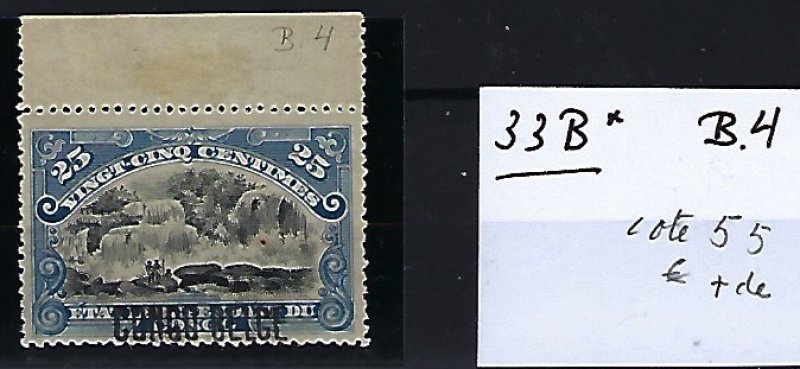 B.4
25 VINGT CINQ CENTIMES 25
CONGO BELGE
33B* B.4
cote 55
€ + de